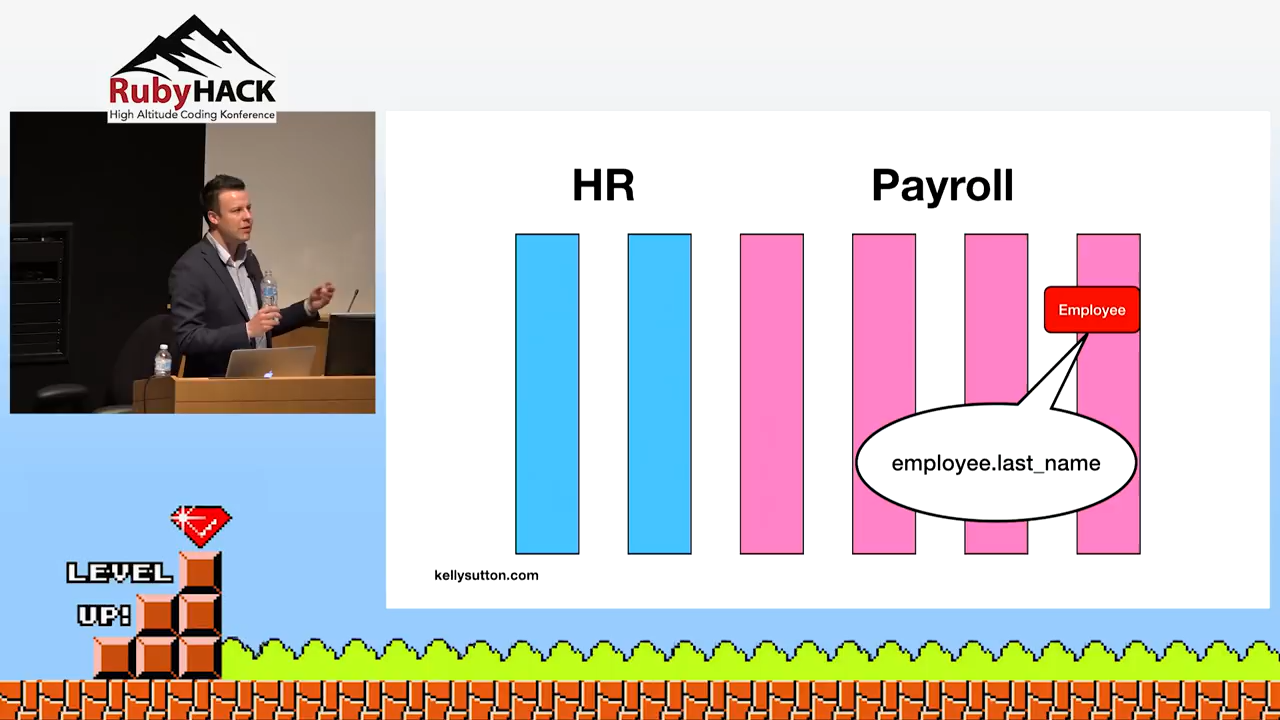 RubyHACK
High Altitude Coding Konference
HR
Payroll
Employee
employee.last_name
kellysutton.com
LEVEL
UP!